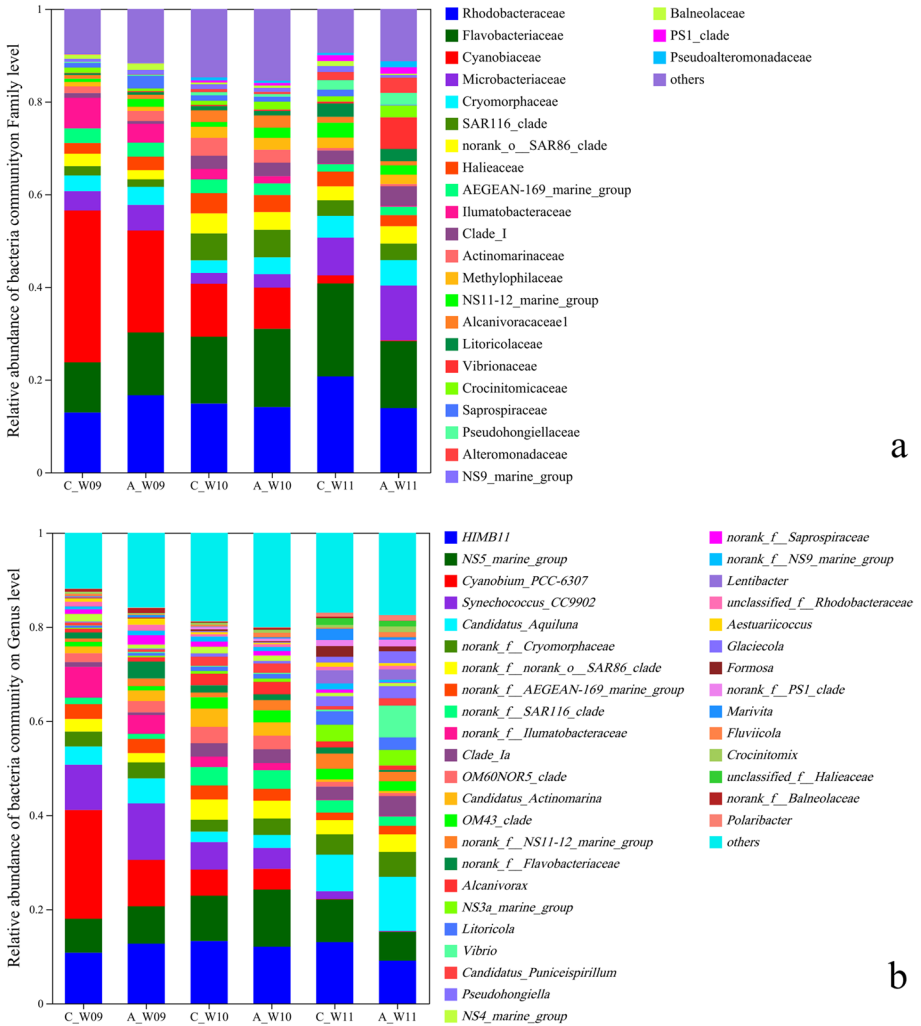 Relative abundance of bacteria communityon Family level
1
0.8
0.6
0.4
0.2
0
C_W09
A_W09
C_W10
A_W10
C_W11
A_W11
Rhodobacteraceae
Flavobacteriaceae
Cyanobiaceae
Microbacteriaceae
Cryomorphaceae
SAR116_clade
norank_o__SAR86_clade
Halieaceae
AEGEAN-169_marine_group
Ilumatobacteraceae
Clade_I
Actinomarinaceae
Methylophilaceae
NS11-12_marine_group
Alcanivoracaceae1
Litoricolaceae
Vibrionaceae
Crocinitomicaceae
Saprospiraceae
Pseudohongiellaceae
Alteromonadaceae
NS9_marine_group
Balneolaceae
PS1_clade
Pseudoalteromonadaceae
others
a
Relative abundance of bacteria community on Genus level
1
0.8
0.6
0.4
0.2
0
C_W09
A_W09
C_W10
A_W10
C_W11
A_W11
HIMB11
NS5_marine_group
Cyanobium_PCC-6307
Synechococcus_CC9902
Candidatus_Aquiluna
norank_f__Cryomorphaceae
norank_f__norank_o__SAR86_clade
norank_f__AEGEAN-169_marine_group
norank_f__SAR116_clade
norank_f__Ilumatobacteraceae
Clade_Ia
OM60NOR5_clade
Candidatus_Actinomarina
OM43_clade
norank_f__NS11-12_marine_group
norank_f__Flavobacteriaceae
Alcanivorax
NS3a_marine_group
Litoricola
Vibrio
Candidatus_Puniceispirillum
Pseudohongiella
NS4_marine_group
norank_f__Saprospiraceae
norank_f__NS9_marine_group
Lentibacter
unclassified_f__Rhodobacteraceae
Aestuariicoccus
Glaciecola
Formosa
norank_f__PS1_clade
Marivita
Fluviicola
Crocinitomix
unclassified_f__Halieaceae
norank_f__Balneolaceae
Polaribacter
others
b